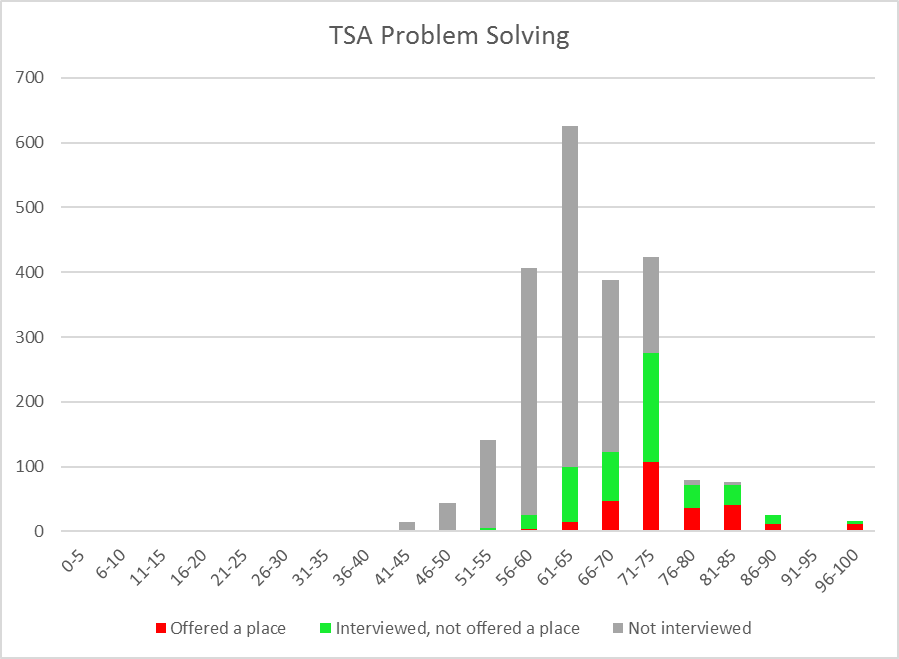 TSA Problem Solving
700
600
500
400
300
200
100
0
0-5 6-10 11-15 16-20 21-25 26-30 31-35 36-40 41-45 46-50 51-55 56-60 61-65 66-70 71-75 76-80 81-85 86-90 91-95 96-100
Offered a place Interviewed, not offered a place Not interviewed